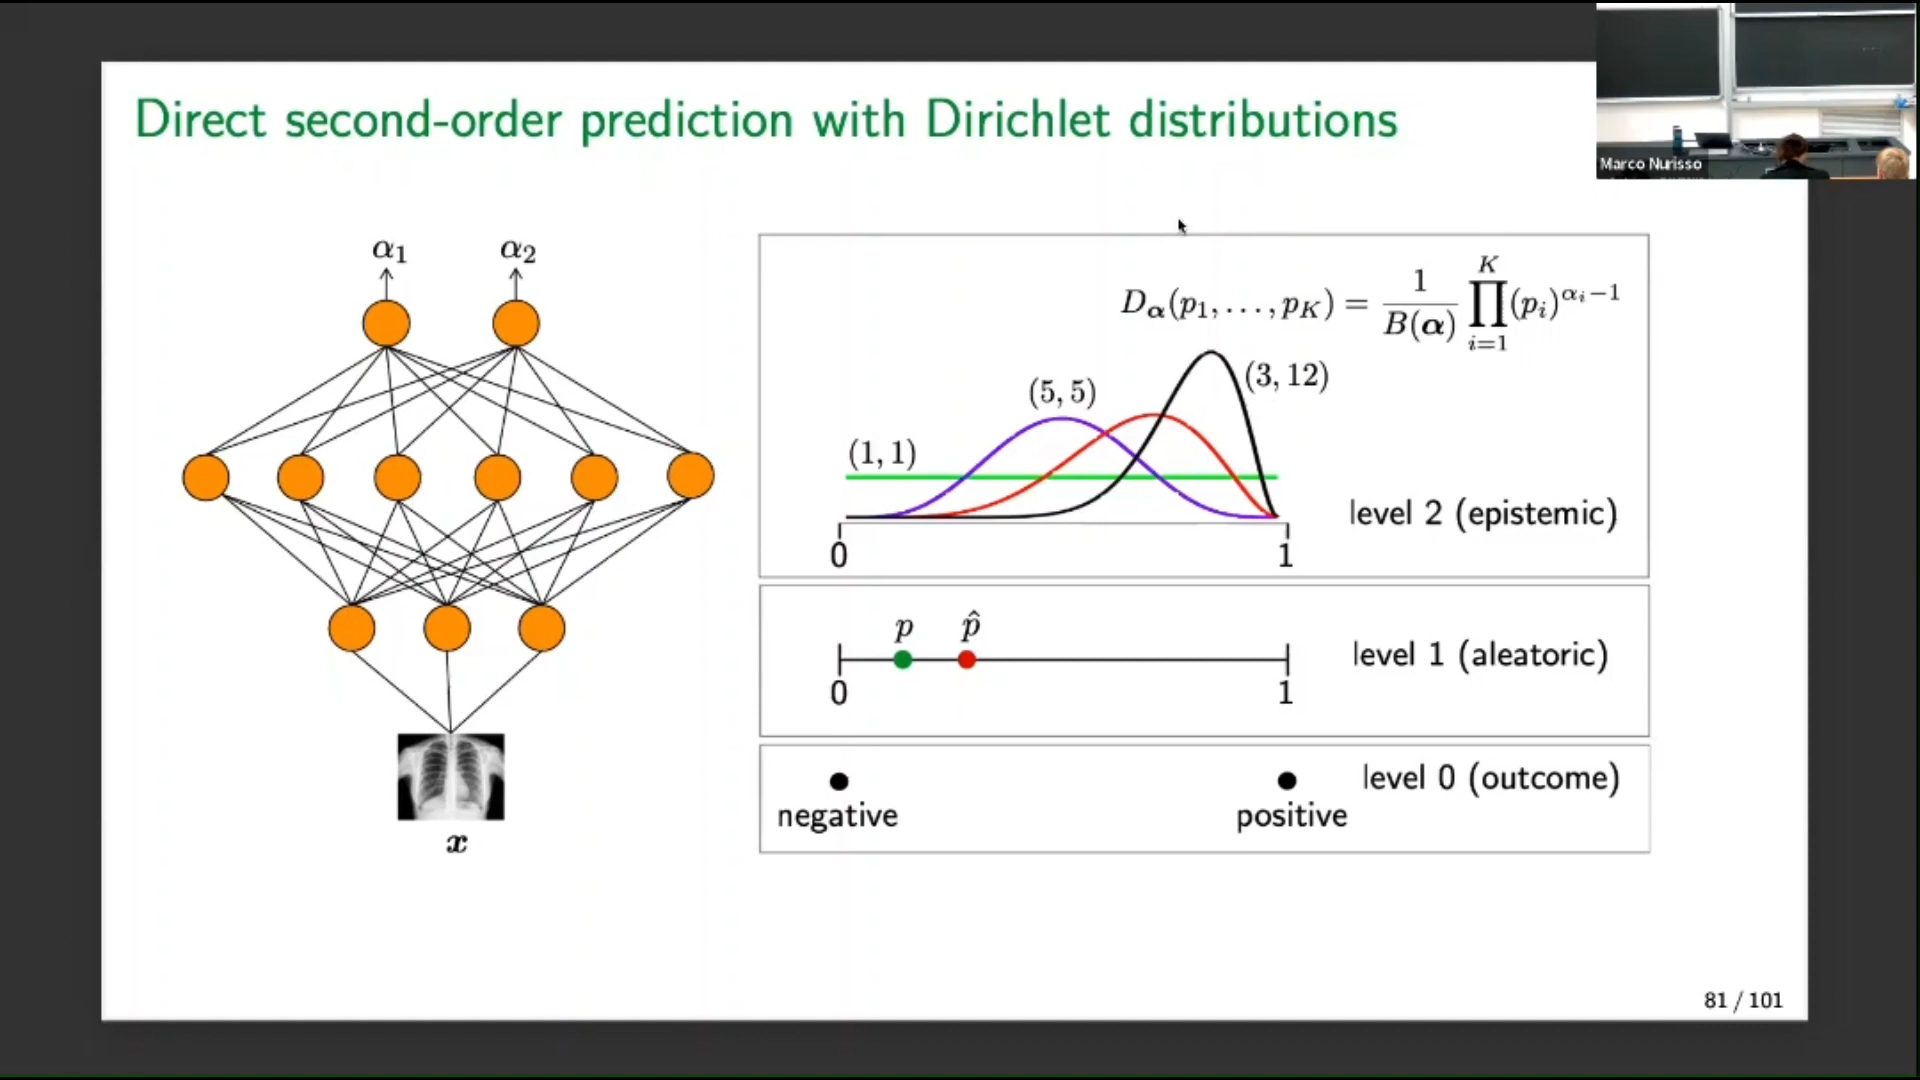 Direct second-order prediction with Dirichlet distributions
Marco Nurisso
α₁ α₂
x
D_α(p₁, …, p_K) = 1/B(α) ∏_{i=1}^{K} (p_i)^{α_i−1}
(1, 1)
(5, 5)
(3, 12)
0 1
level 2 (epistemic)
p p̂
0 1
level 1 (aleatoric)
negative positive
level 0 (outcome)
81 / 101